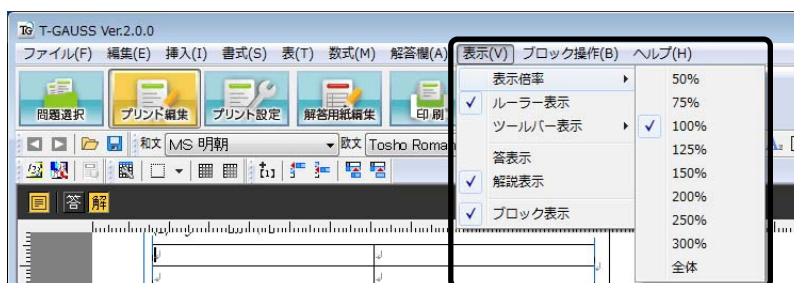 T-GAUSS Ver.2.0.0
ファイル(F) 編集(E) 挿入(I) 書式(S) 表(T) 数式(M) 解答欄(A) 表示(V) ブロック操作(B) ヘルプ(H)
問題選択 プリント編集 プリント設定 解答用紙編集 印刷
和文 MS 明朝 欧文 Tosho Roman
答 解
表示倍率
ルーラー表示
ツールバー表示
答表示
解説表示
ブロック表示
50%
75%
100%
125%
150%
200%
250%
300%
全体